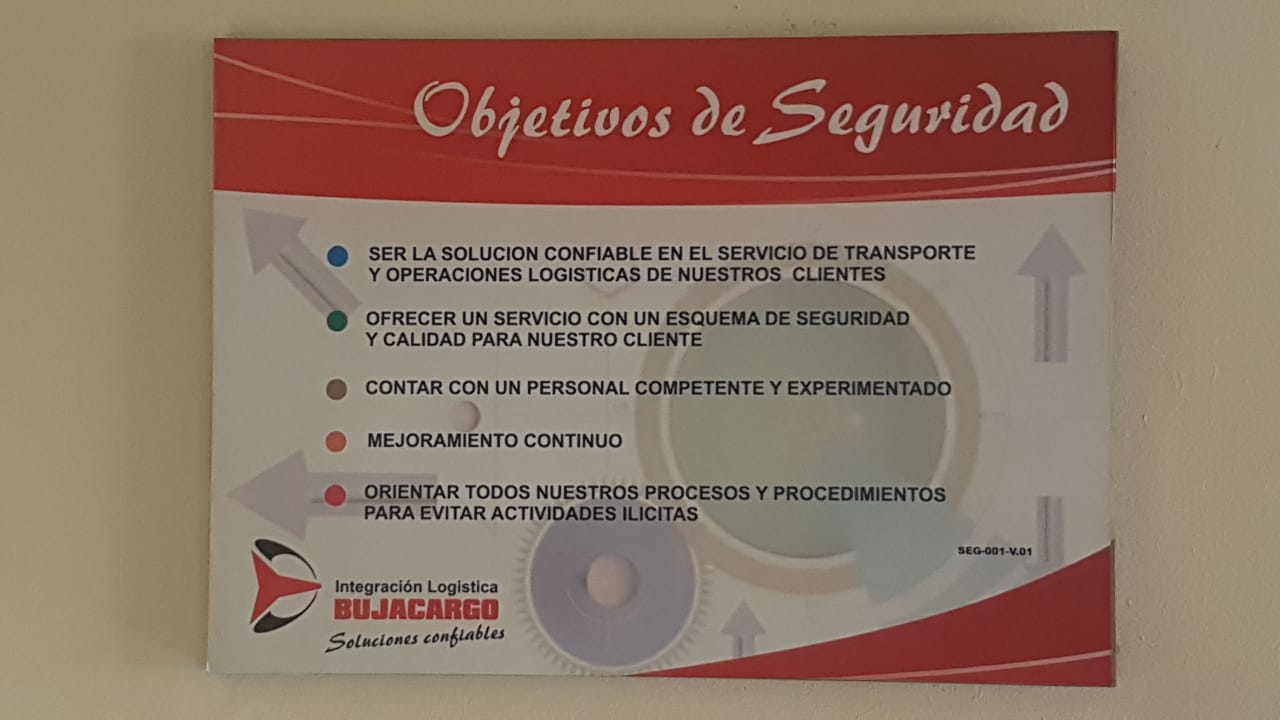 Objetivos de Seguridad
SER LA SOLUCION CONFIABLE EN EL SERVICIO DE TRANSPORTE
Y OPERACIONES LOGISTICAS DE NUESTROS CLIENTES
OFRECER UN SERVICIO CON UN ESQUEMA DE SEGURIDAD
Y CALIDAD PARA NUESTRO CLIENTE
CONTAR CON UN PERSONAL COMPETENTE Y EXPERIMENTADO
MEJORAMIENTO CONTINUO
ORIENTAR TODOS NUESTROS PROCESOS Y PROCEDIMIENTOS
PARA EVITAR ACTIVIDADES ILICITAS
SEG-001-V.01
Integración Logistica
BUJACARGO
Soluciones confiables